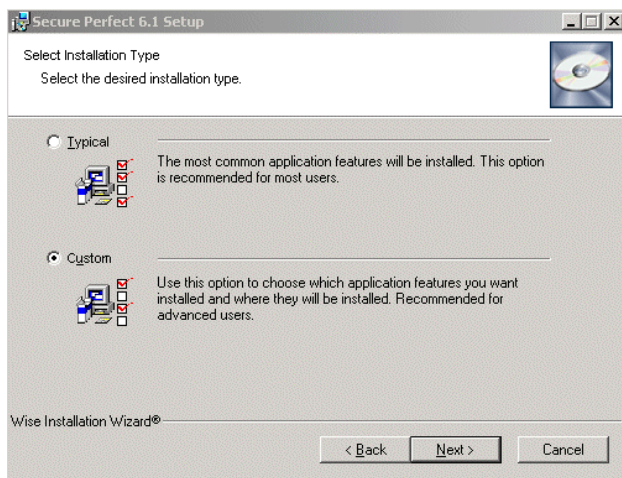 Secure Perfect 6.1 Setup
Select Installation Type
Select the desired installation type.
Typical
The most common application features will be installed. This option
is recommended for most users.
Custom
Use this option to choose which application features you want
installed and where they will be installed. Recommended for
advanced users.
Wise Installation Wizard®
< Back
Next >
Cancel